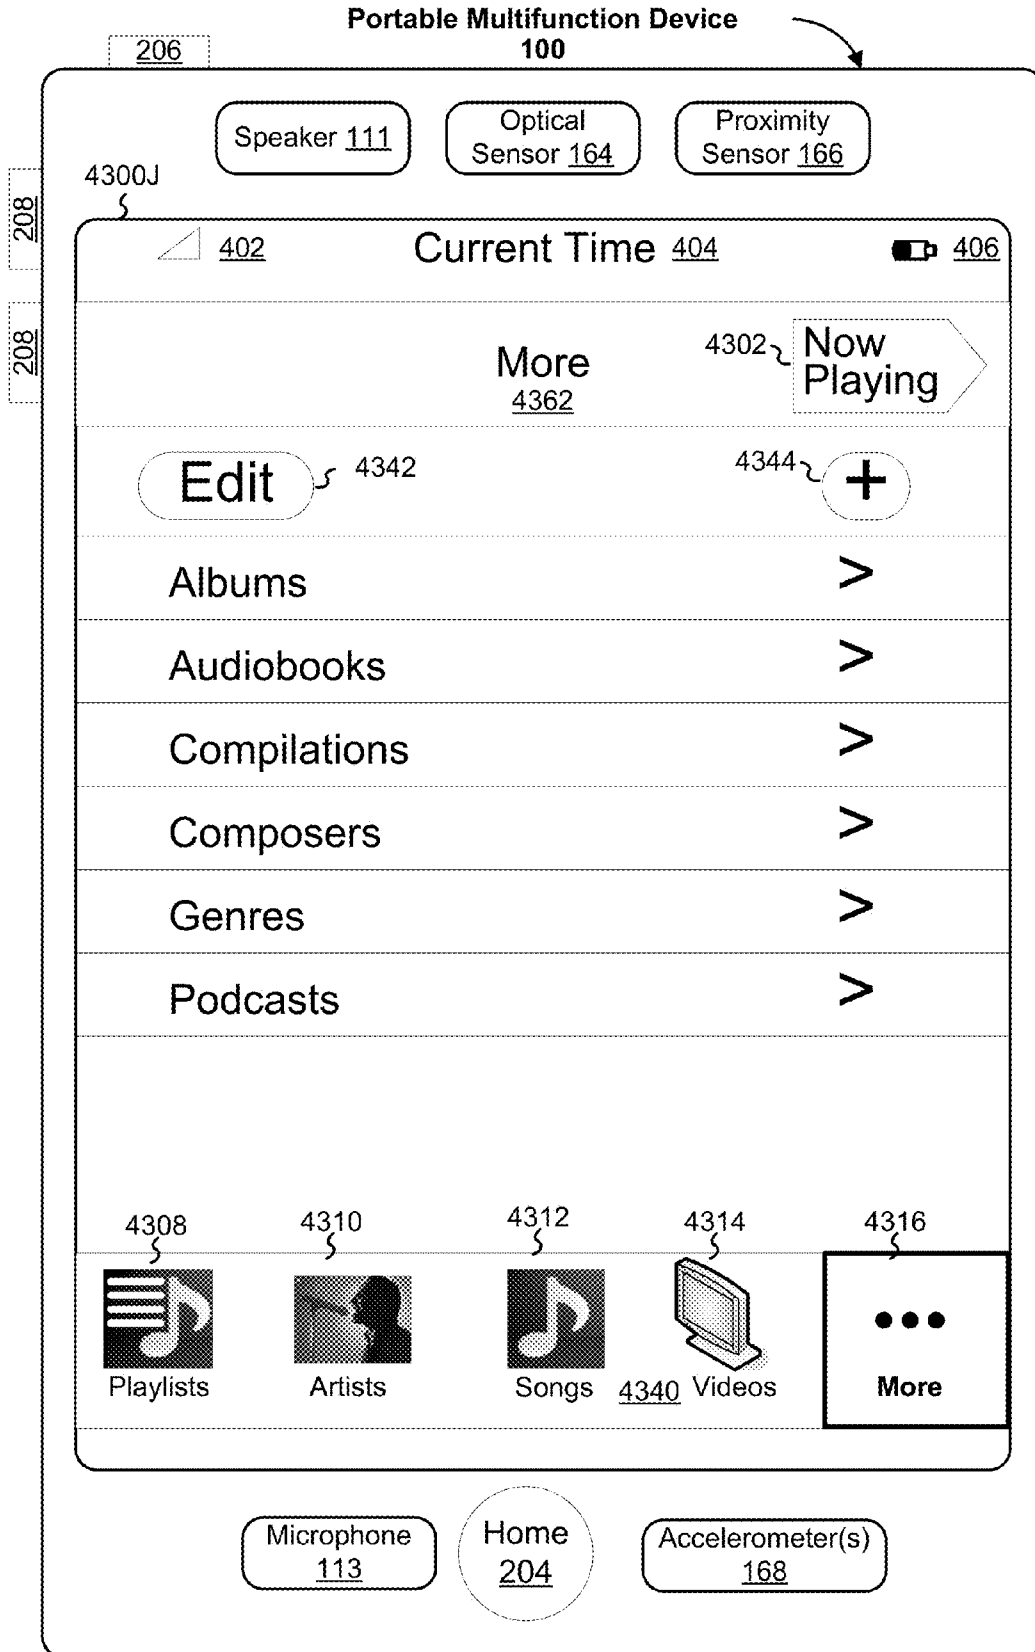 Portable Multifunction Device
100
206
Speaker 111
Optical
Sensor 164
Proximity
Sensor 166
4300J
208
208
402
Current Time 404
406
More
4362
4302
Now
Playing
Edit
4342
4344
+
Albums >
Audiobooks >
Compilations >
Composers >
Genres >
Podcasts >
4308
4310
4312
4314
4316
Playlists
Artists
Songs
4340
Videos
More
Microphone
113
Home
204
Accelerometer(s)
168